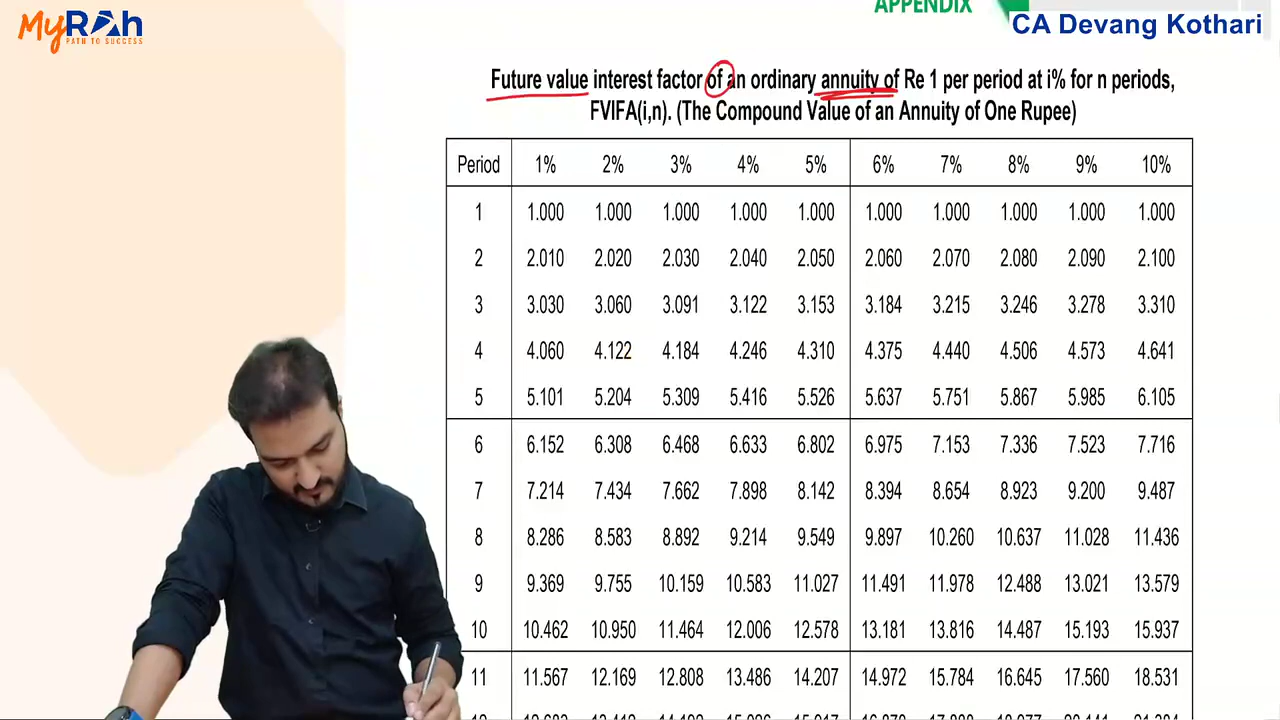 MyRAh
PATH TO SUCCESS
APPENDIX
CA Devang Kothari
Future value interest factor of an ordinary annuity of Re 1 per period at i% for n periods,
FVIFA(i,n). (The Compound Value of an Annuity of One Rupee)
Period 1% 2% 3% 4% 5% 6% 7% 8% 9% 10%
1 1.000 1.000 1.000 1.000 1.000 1.000 1.000 1.000 1.000 1.000
2 2.010 2.020 2.030 2.040 2.050 2.060 2.070 2.080 2.090 2.100
3 3.030 3.060 3.091 3.122 3.153 3.184 3.215 3.246 3.278 3.310
4 4.060 4.122 4.184 4.246 4.310 4.375 4.440 4.506 4.573 4.641
5 5.101 5.204 5.309 5.416 5.526 5.637 5.751 5.867 5.985 6.105
6 6.152 6.308 6.468 6.633 6.802 6.975 7.153 7.336 7.523 7.716
7 7.214 7.434 7.662 7.898 8.142 8.394 8.654 8.923 9.200 9.487
8 8.286 8.583 8.892 9.214 9.549 9.897 10.260 10.637 11.028 11.436
9 9.369 9.755 10.159 10.583 11.027 11.491 11.978 12.488 13.021 13.579
10 10.462 10.950 11.464 12.006 12.578 13.181 13.816 14.487 15.193 15.937
11 11.567 12.169 12.808 13.486 14.207 14.972 15.784 16.645 17.560 18.531